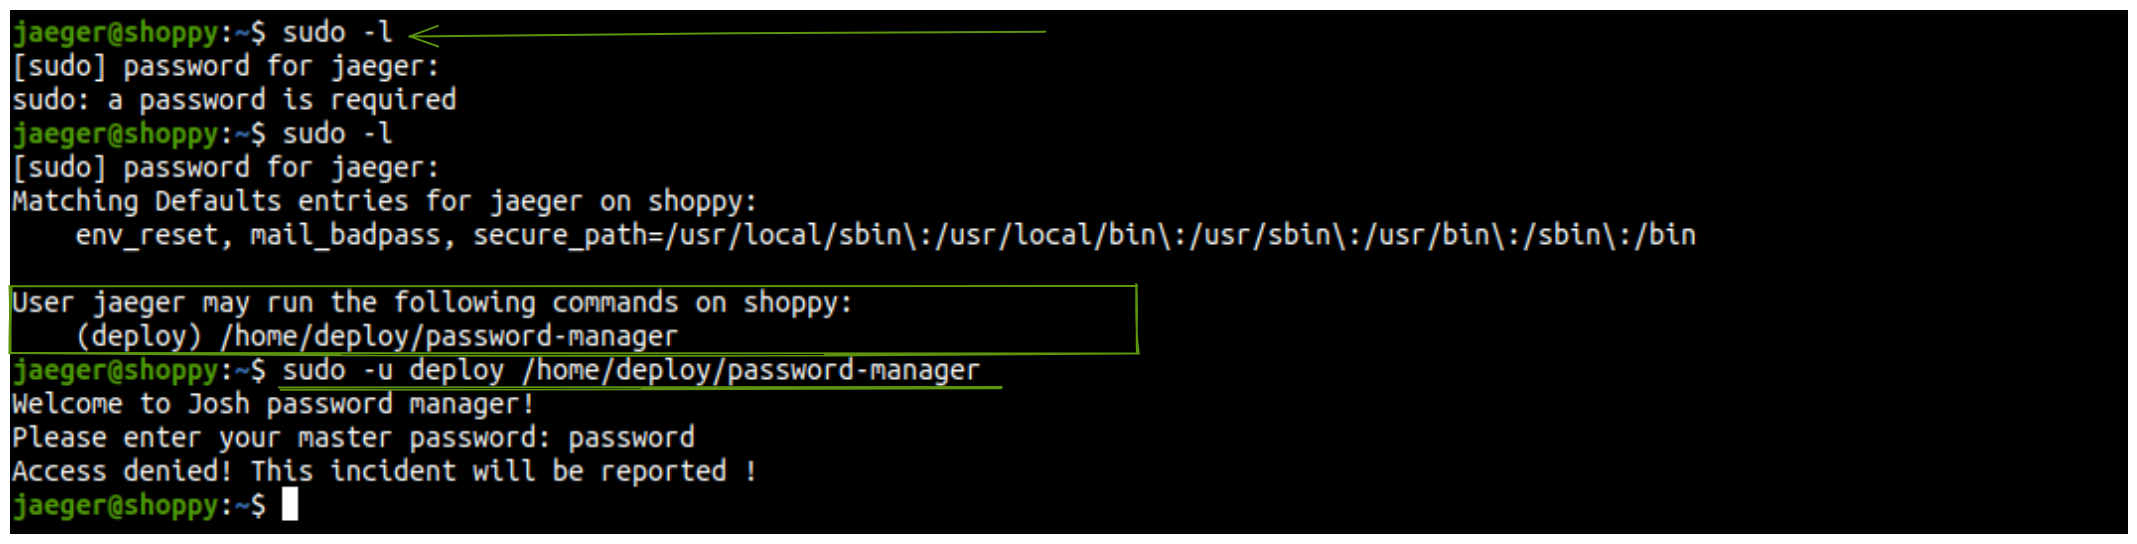 jaeger@shoppy:~$ sudo -l
[sudo] password for jaeger:
sudo: a password is required
jaeger@shoppy:~$ sudo -l
[sudo] password for jaeger:
Matching Defaults entries for jaeger on shoppy:
    env_reset, mail_badpass, secure_path=/usr/local/sbin\:/usr/local/bin\:/usr/sbin\:/usr/bin\:/sbin\:/bin

User jaeger may run the following commands on shoppy:
    (deploy) /home/deploy/password-manager
jaeger@shoppy:~$ sudo -u deploy /home/deploy/password-manager
Welcome to Josh password manager!
Please enter your master password: password
Access denied! This incident will be reported !
jaeger@shoppy:~$